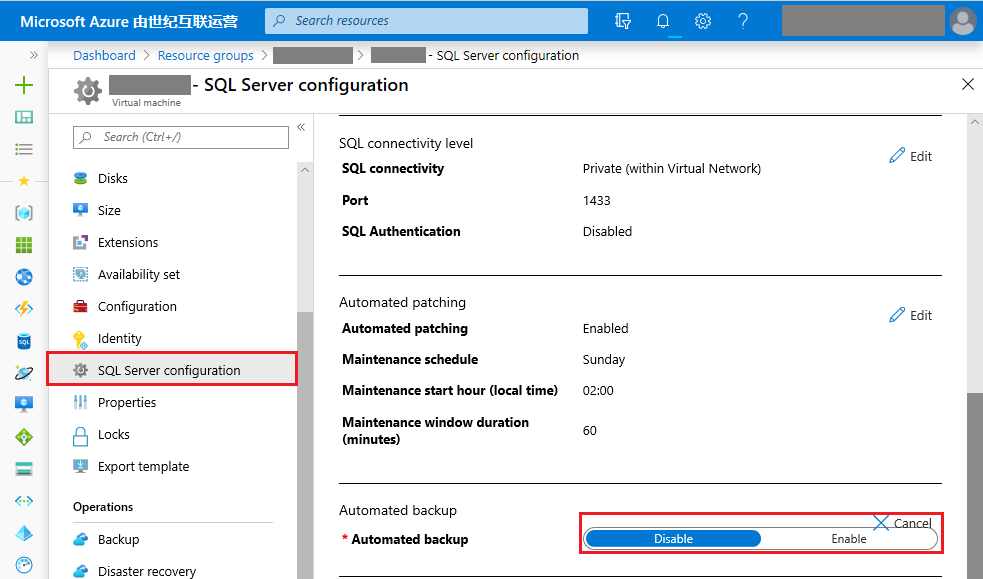 Microsoft Azure 由世纪互联运营
Search resources
Dashboard > Resource groups > > - SQL Server configuration
- SQL Server configuration
Virtual machine
Search (Ctrl+/)
Disks
Size
Extensions
Availability set
Configuration
Identity
SQL Server configuration
Properties
Locks
Export template
Operations
Backup
Disaster recovery
SQL connectivity level
Edit
SQL connectivity Private (within Virtual Network)
Port 1433
SQL Authentication Disabled
Automated patching
Edit
Automated patching Enabled
Maintenance schedule Sunday
Maintenance start hour (local time) 02:00
Maintenance window duration
(minutes) 60
Automated backup
Cancel
* Automated backup Disable Enable